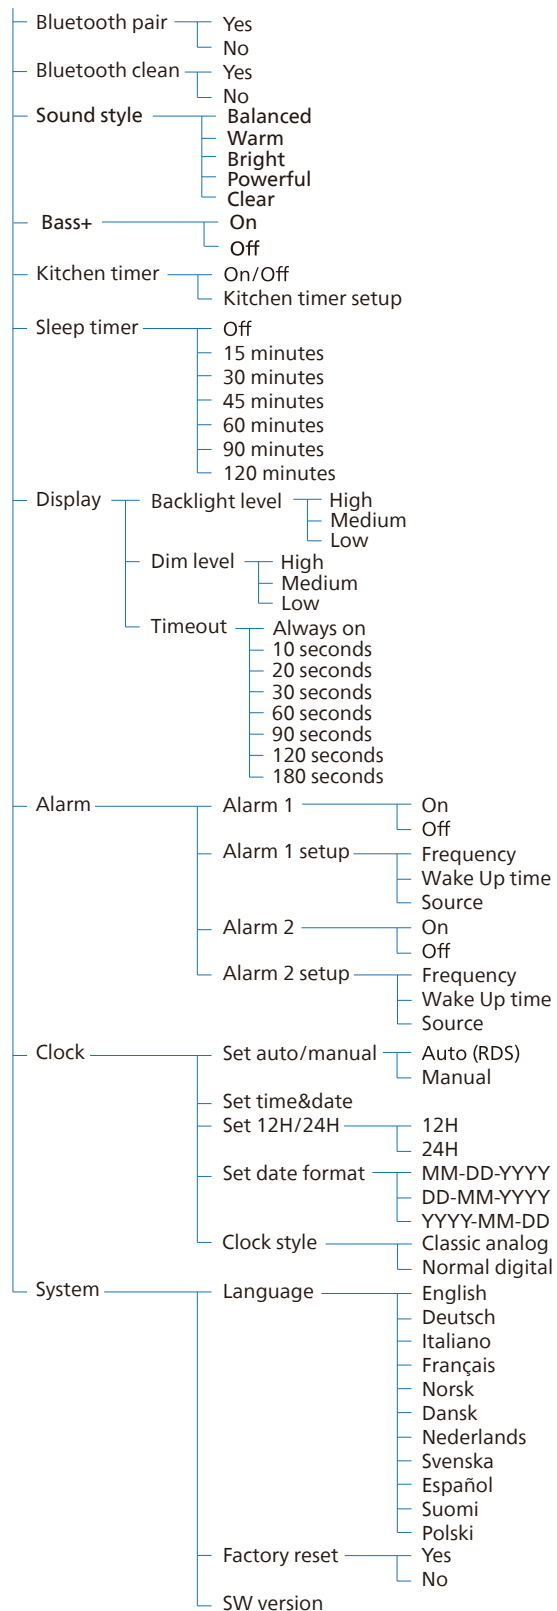 Bluetooth pair Yes
No
Bluetooth clean Yes
No
Sound style Balanced
Warm
Bright
Powerful
Clear
Bass+ On
Off
Kitchen timer On/Off
Kitchen timer setup
Sleep timer Off
15 minutes
30 minutes
45 minutes
60 minutes
90 minutes
120 minutes
Display Backlight level High
Medium
Low
Dim level High
Medium
Low
Timeout Always on
10 seconds
20 seconds
30 seconds
60 seconds
90 seconds
120 seconds
180 seconds
Alarm Alarm 1 On
Off
Alarm 1 setup Frequency
Wake Up time
Source
Alarm 2 On
Off
Alarm 2 setup Frequency
Wake Up time
Source
Clock Set auto/manual Auto (RDS)
Manual
Set time&date
Set 12H/24H 12H
24H
Set date format MM-DD-YYYY
DD-MM-YYYY
YYYY-MM-DD
Clock style Classic analog
Normal digital
System Language English
Deutsch
Italiano
Français
Norsk
Dansk
Nederlands
Svenska
Español
Suomi
Polski
Factory reset Yes
No
SW version